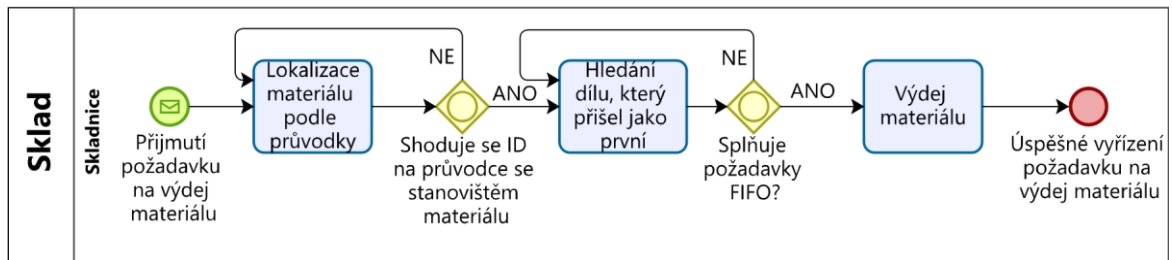 Sklad
Skladnice
Přijmutí
požadavku
na výdej
materiálu
Lokalizace
materiálu
podle
průvodky
NE
ANO
Shoduje se ID
na průvodce se
stanovištěm
materiálu
Hledání
dílu, který
přišel jako
první
NE
ANO
Splňuje
požadavky
FIFO?
Výdej
materiálu
Úspěšné vyřízení
požadavku na
výdej materiálu